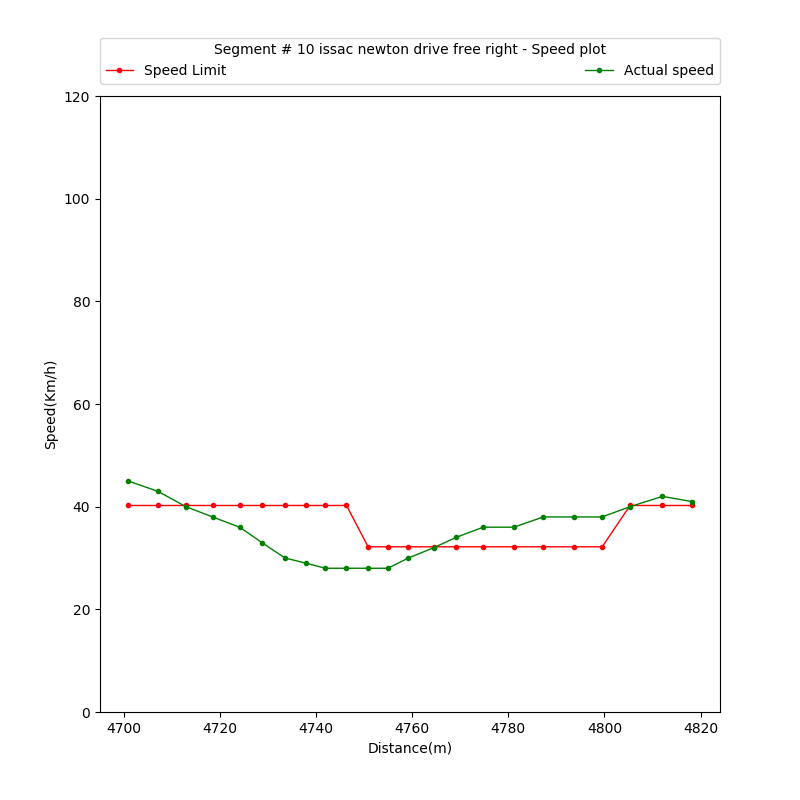 Segment # 10 issac newton drive free right - Speed plot
Speed Limit
Actual speed
120
100
80
60
40
20
0
Speed(Km/h)
4700 4720 4740 4760 4780 4800 4820
Distance(m)